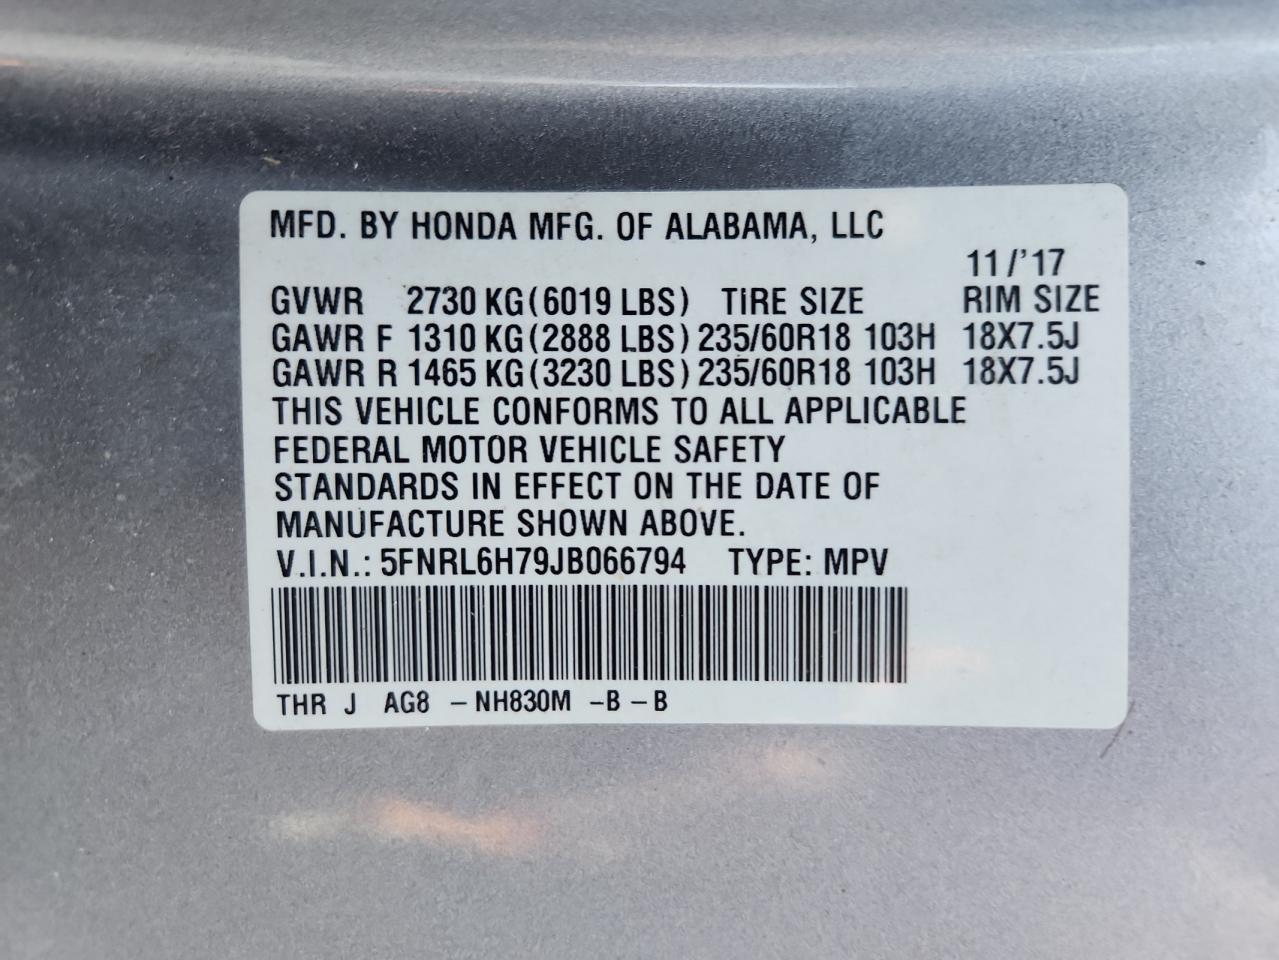 MFD. BY HONDA MFG. OF ALABAMA, LLC
11/'17
GVWR 2730 KG(6019 LBS) TIRE SIZE RIM SIZE
GAWR F 1310 KG(2888 LBS) 235/60R18 103H 18X7.5J
GAWR R 1465 KG(3230 LBS) 235/60R18 103H 18X7.5J
THIS VEHICLE CONFORMS TO ALL APPLICABLE
FEDERAL MOTOR VEHICLE SAFETY
STANDARDS IN EFFECT ON THE DATE OF
MANUFACTURE SHOWN ABOVE.
V.I.N.: 5FNRL6H79JB066794 TYPE: MPV
THR J AG8 – NH830M –B – B